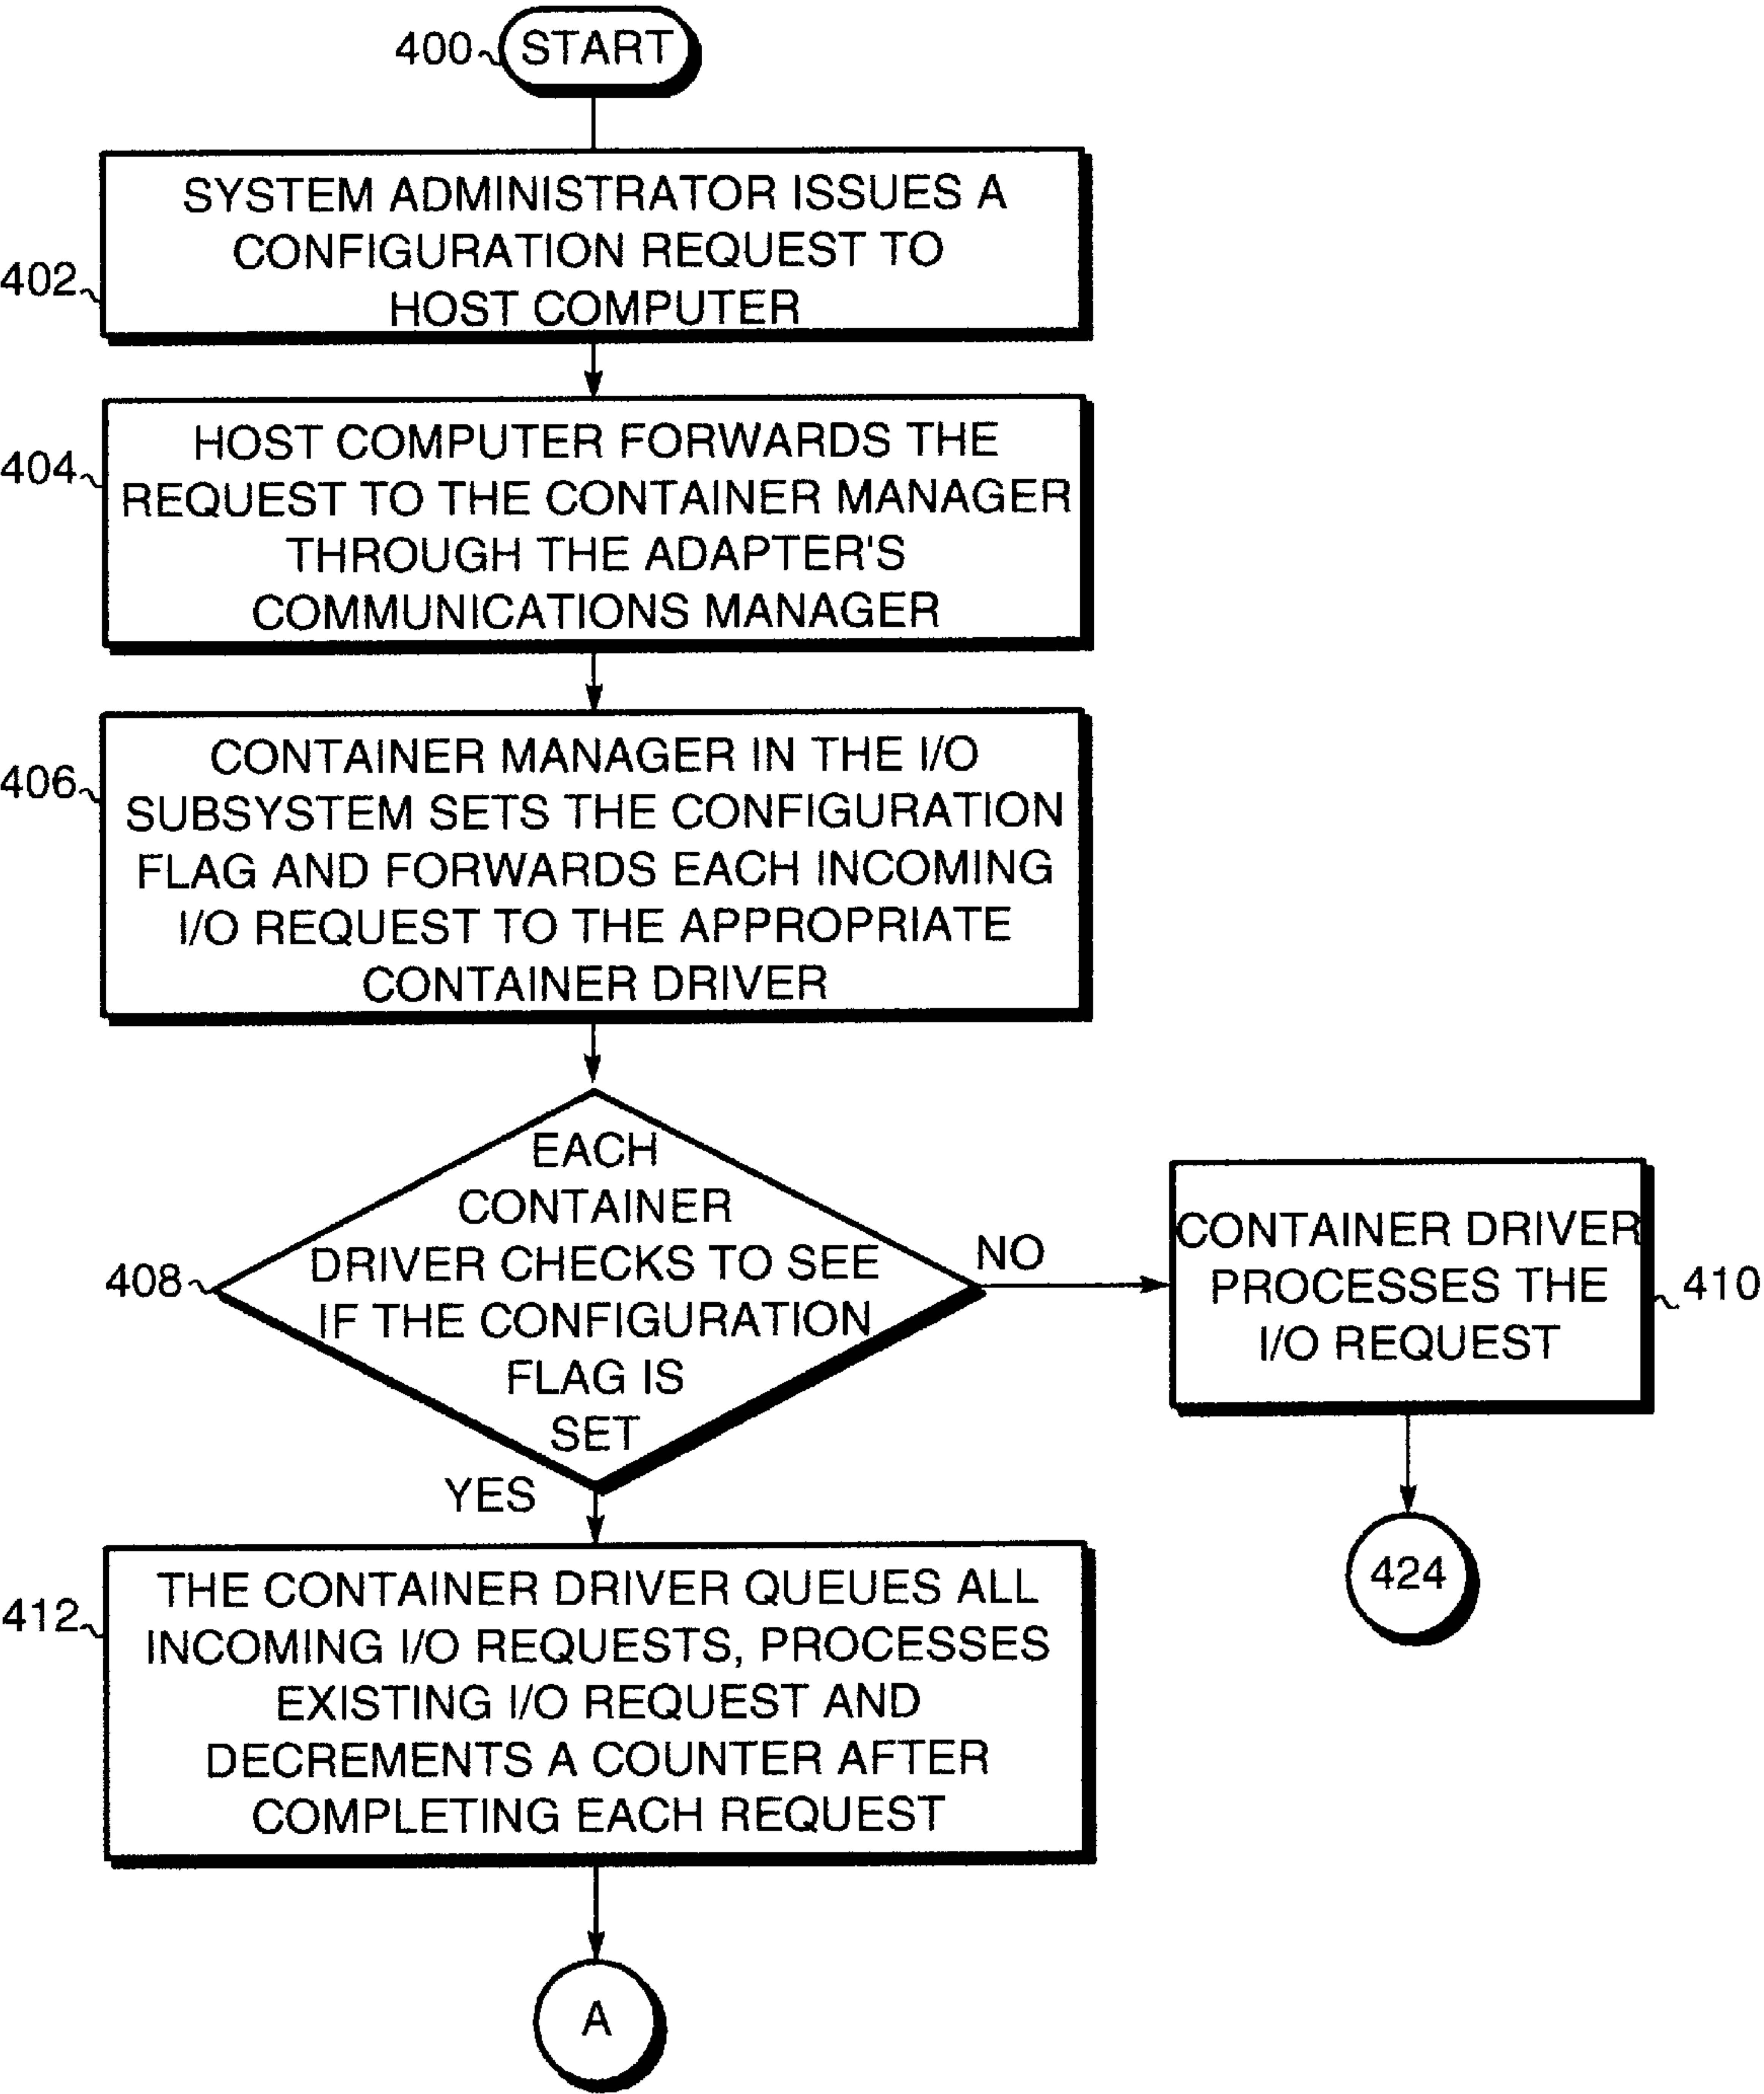 400
START
SYSTEM ADMINISTRATOR ISSUES A
CONFIGURATION REQUEST TO
HOST COMPUTER
402
HOST COMPUTER FORWARDS THE
REQUEST TO THE CONTAINER MANAGER
THROUGH THE ADAPTER'S
COMMUNICATIONS MANAGER
404
CONTAINER MANAGER IN THE I/O
SUBSYSTEM SETS THE CONFIGURATION
FLAG AND FORWARDS EACH INCOMING
I/O REQUEST TO THE APPROPRIATE
CONTAINER DRIVER
406
EACH
CONTAINER
DRIVER CHECKS TO SEE
IF THE CONFIGURATION
FLAG IS
SET
408
NO
CONTAINER DRIVER
PROCESSES THE
I/O REQUEST
410
424
YES
THE CONTAINER DRIVER QUEUES ALL
INCOMING I/O REQUESTS, PROCESSES
EXISTING I/O REQUEST AND
DECREMENTS A COUNTER AFTER
COMPLETING EACH REQUEST
412
A